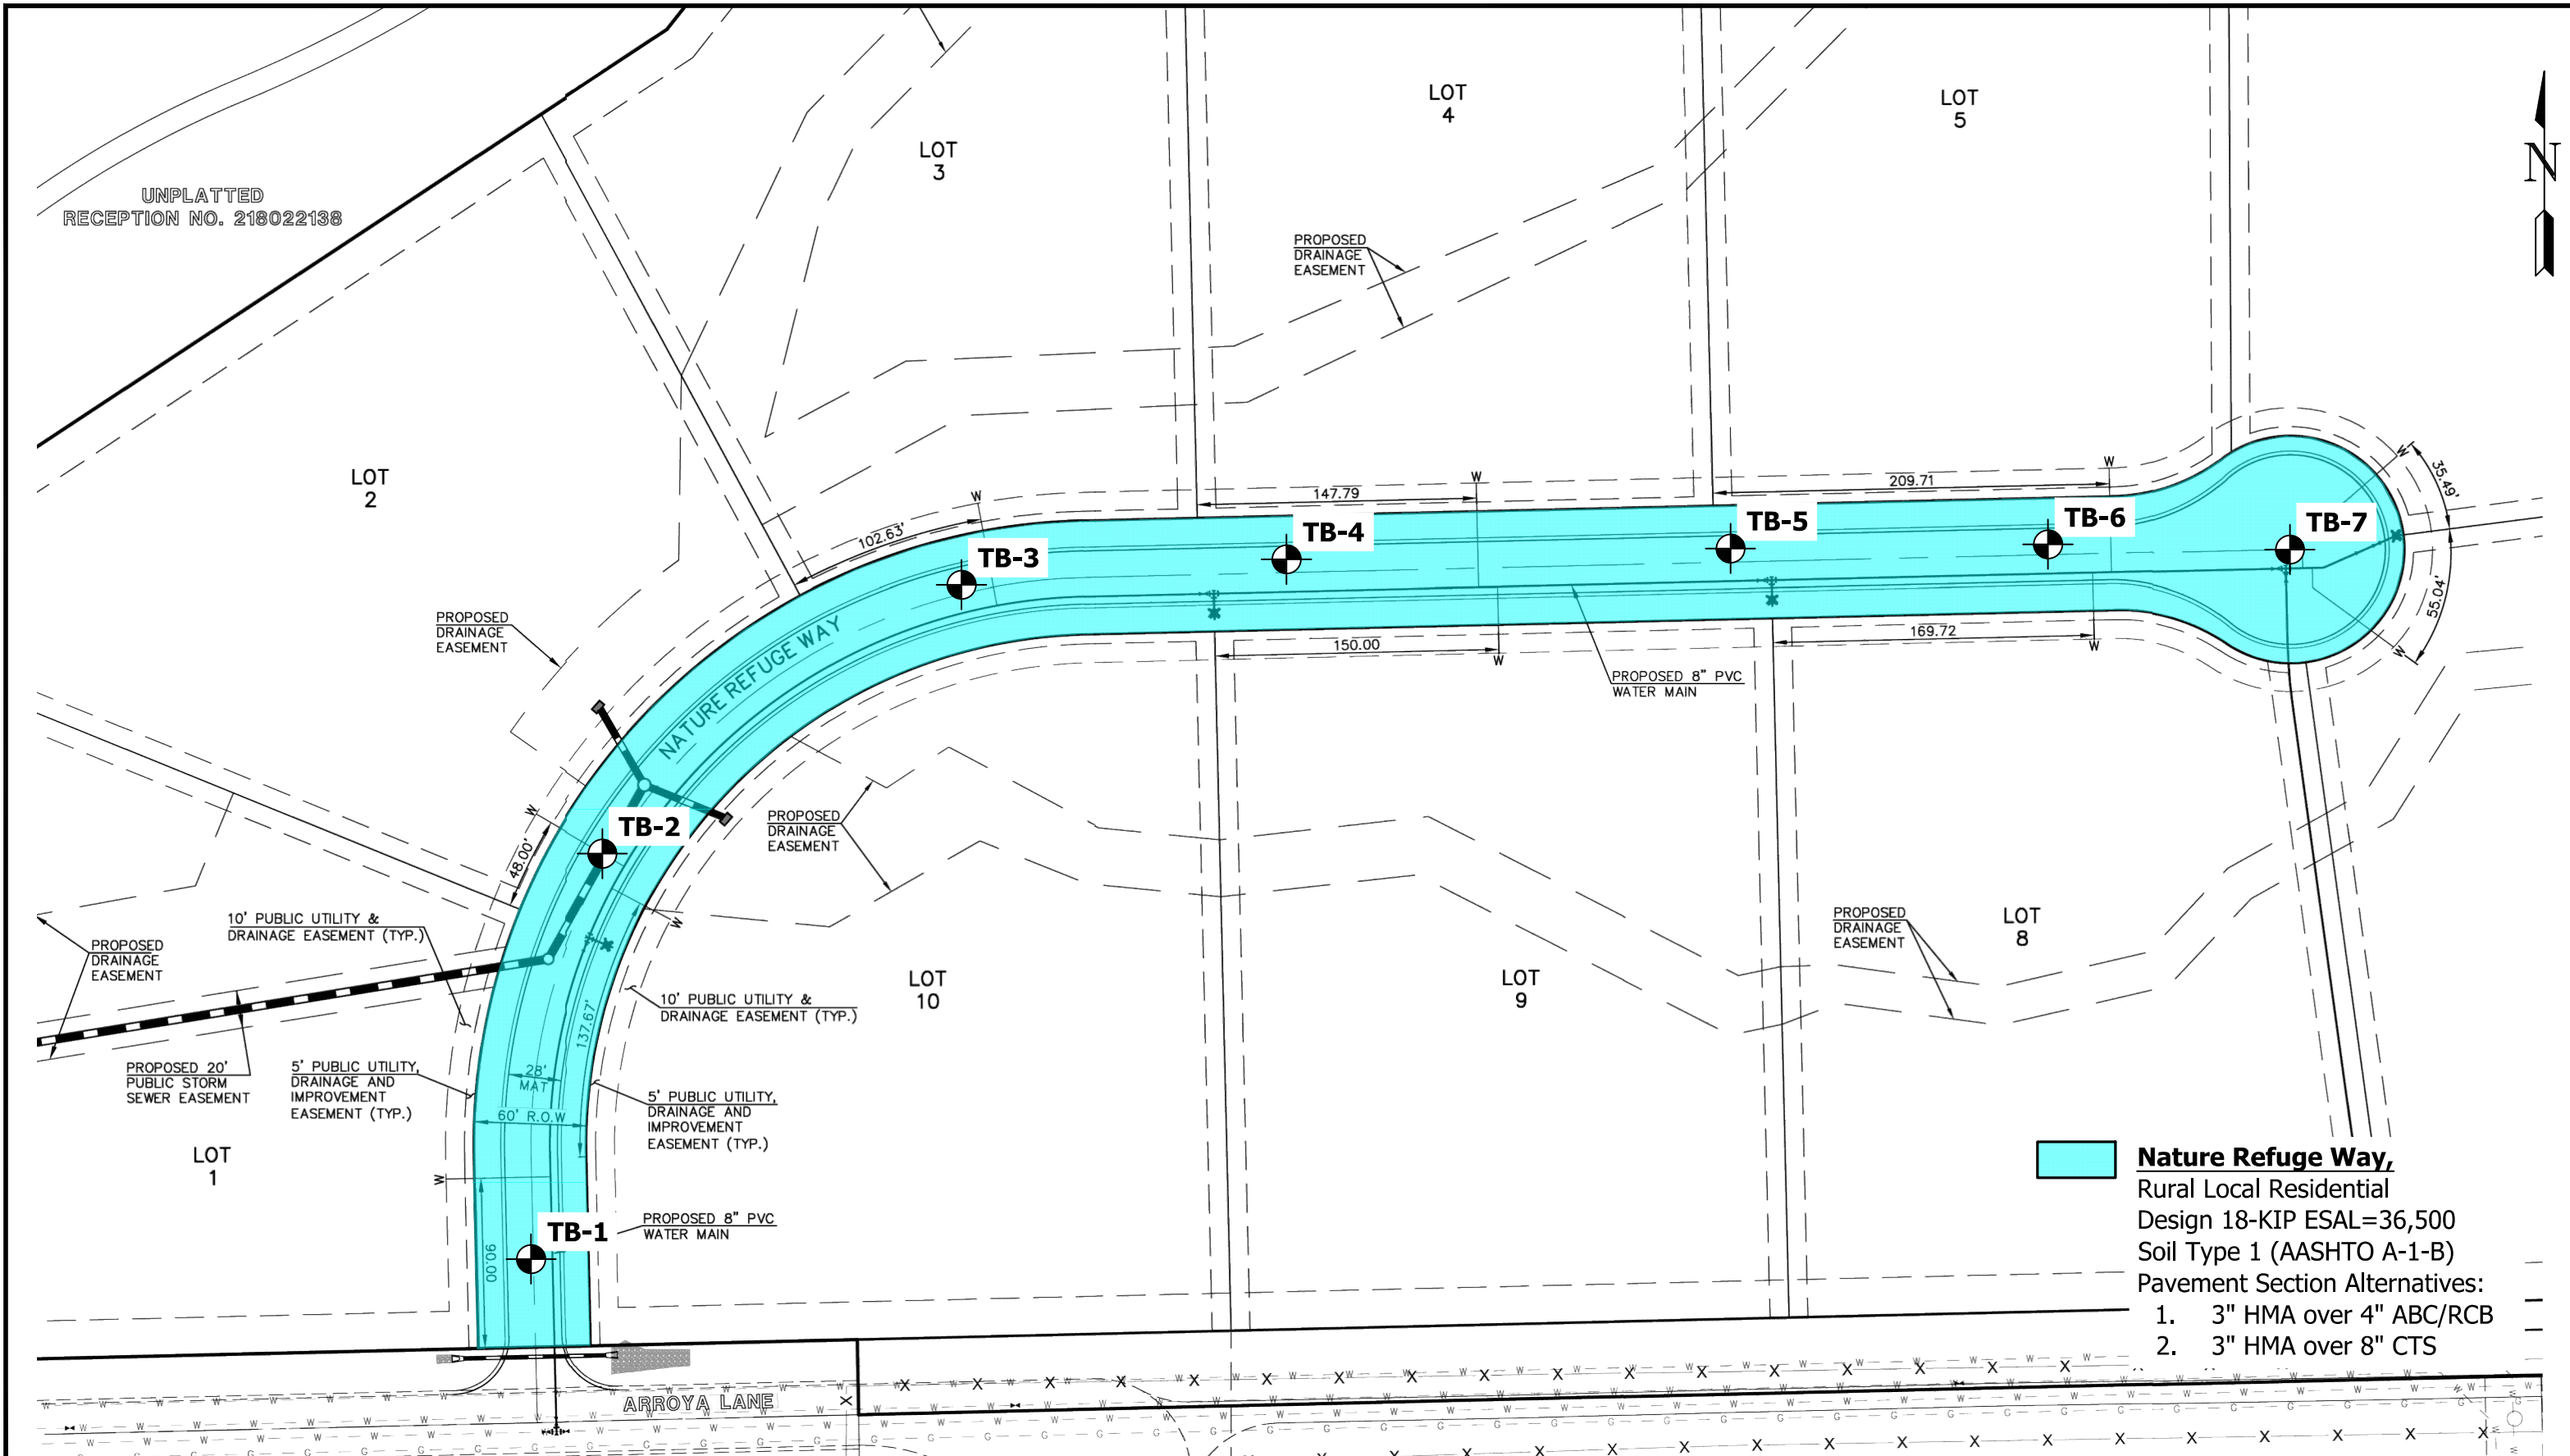 LOT
4
LOT
5
LOT
3
N
UNPLATTED
RECEPTION NO. 218022138
PROPOSED
DRAINAGE
EASEMENT
LOT
2
W
W
W
W
147.79
209.71
35.49'
102.63'
TB-3
TB-4
TB-5
TB-6
TB-7
55.04'
PROPOSED
DRAINAGE
EASEMENT
NATURE REFUGE WAY
150.00
W
169.72
W
W
PROPOSED 8" PVC
WATER MAIN
W
TB-2
48.00'
PROPOSED
DRAINAGE
EASEMENT
W
10' PUBLIC UTILITY &
DRAINAGE EASEMENT (TYP.)
PROPOSED
DRAINAGE
EASEMENT
PROPOSED
DRAINAGE
EASEMENT
LOT
8
LOT
10
LOT
9
10' PUBLIC UTILITY &
DRAINAGE EASEMENT (TYP.)
137.67'
PROPOSED 20'
PUBLIC STORM
SEWER EASEMENT
5' PUBLIC UTILITY,
DRAINAGE AND
IMPROVEMENT
EASEMENT (TYP.)
28'
MAT
60' R.O.W
5' PUBLIC UTILITY,
DRAINAGE AND
IMPROVEMENT
EASEMENT (TYP.)
LOT
1
W
TB-1
PROPOSED 8" PVC
WATER MAIN
90.00
Nature Refuge Way,
Rural Local Residential
Design 18-KIP ESAL=36,500
Soil Type 1 (AASHTO A-1-B)
Pavement Section Alternatives:
1. 3" HMA over 4" ABC/RCB
2. 3" HMA over 8" CTS
ARROYA LANE